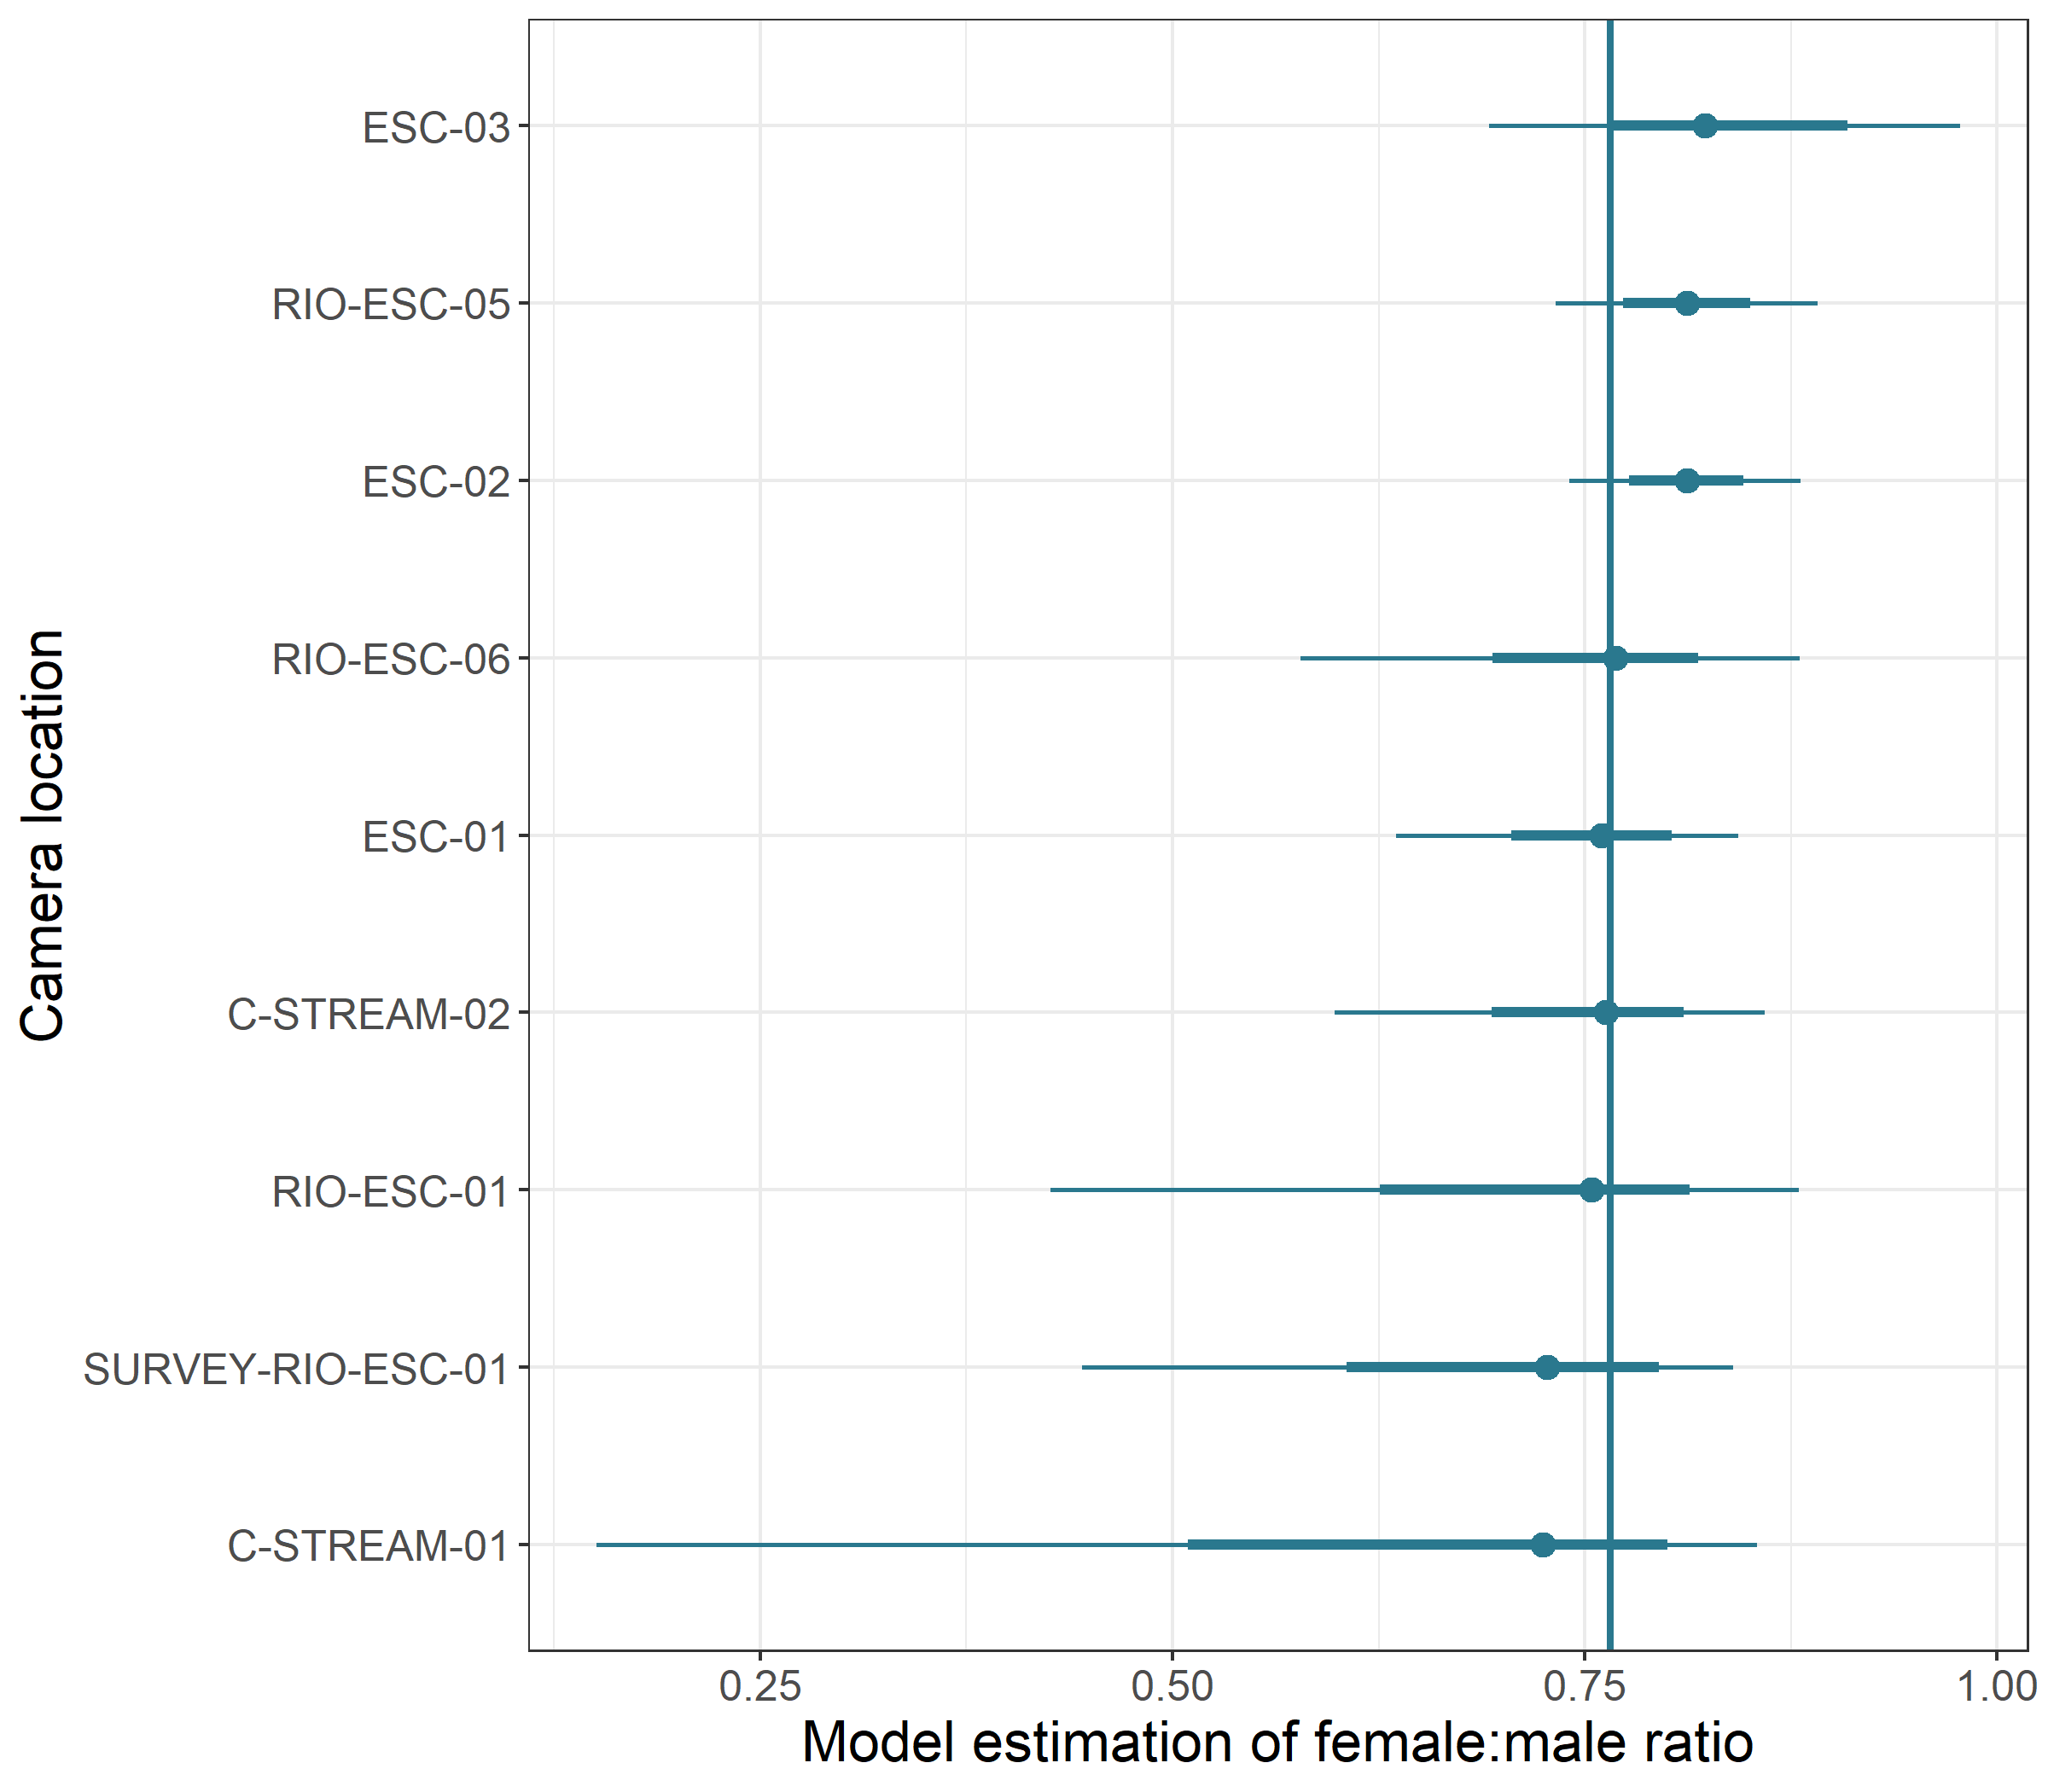 Camera location
ESC-03
RIO-ESC-05
ESC-02
RIO-ESC-06
ESC-01
C-STREAM-02
RIO-ESC-01
SURVEY-RIO-ESC-01
C-STREAM-01
0.25 0.50 0.75 1.00
Model estimation of female:male ratio